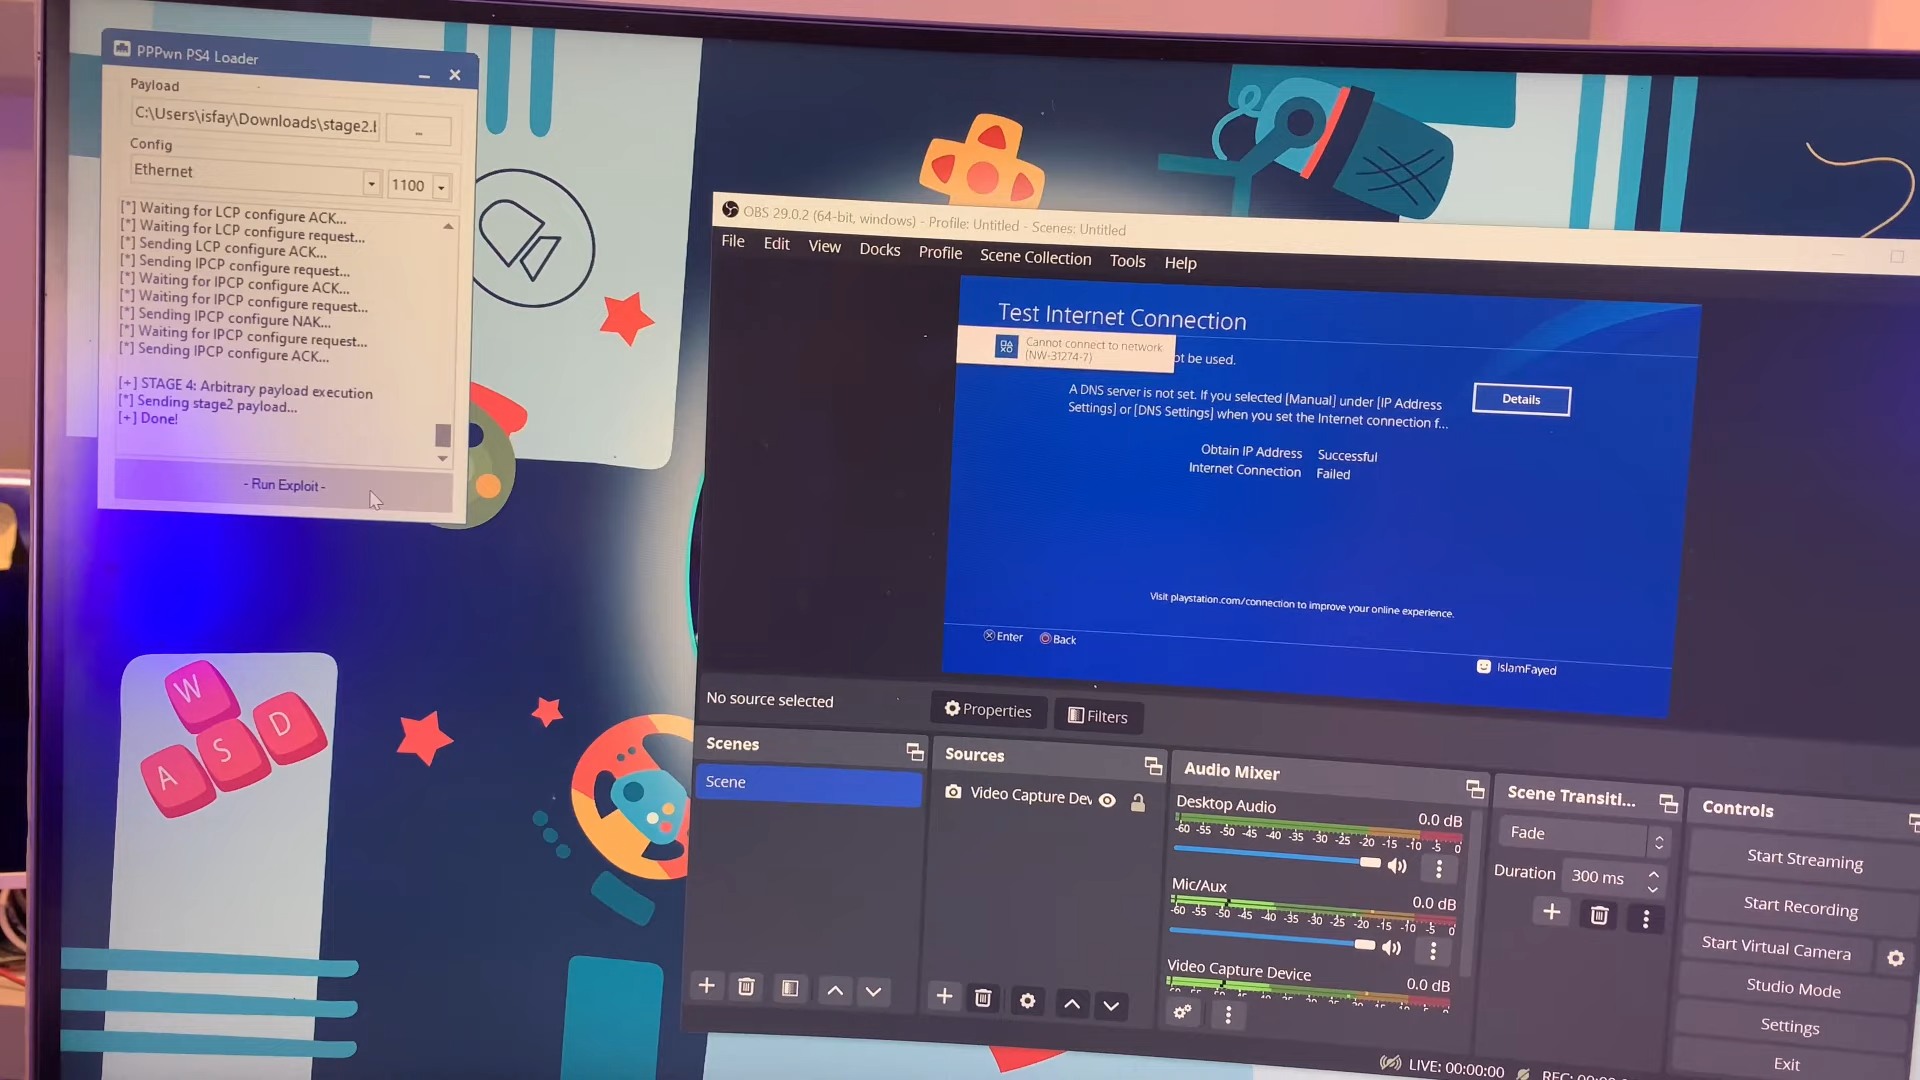 PPPwn PS4 Loader
Payload
C:\Users\isfay\Downloads\stage2.
...
Config
Ethernet
1100
[*] Waiting for LCP configure ACK...
[*] Waiting for LCP configure request...
[*] Sending LCP configure ACK...
[*] Sending IPCP configure request...
[*] Waiting for IPCP configure ACK...
[*] Waiting for IPCP configure request...
[*] Sending IPCP configure NAK...
[*] Waiting for IPCP configure request...
[*] Sending IPCP configure ACK...
[+] STAGE 4: Arbitrary payload execution
[*] Sending stage2 payload...
[+] Done!
- Run Exploit -
W
A S D
OBS 29.0.2 (64-bit, windows) - Profile: Untitled - Scenes: Untitled
File Edit View Docks Profile Scene Collection Tools Help
Test Internet Connection
Cannot connect to network
(NW-31274-7)
ot be used.
A DNS server is not set. If you selected [Manual] under [IP Address
Settings] or [DNS Settings] when you set the Internet connection f...
Details
Obtain IP Address Successful
Internet Connection Failed
Visit playstation.com/connection to improve your online experience.
Enter Back
IslamFayed
No source selected
Properties
Filters
Scenes
Scene
Sources
Video Capture Dev
Audio Mixer
Desktop Audio
0.0 dB
-60 -55 -50 -45 -40 -35 -30 -25 -20 -15 -10 -5 0
Mic/Aux
0.0 dB
-60 -55 -50 -45 -40 -35 -30 -25 -20 -15 -10 -5 0
Video Capture Device
0.0 dB
Scene Transiti...
Fade
Duration 300 ms
Controls
Start Streaming
Start Recording
Start Virtual Camera
Studio Mode
Settings
Exit
LIVE: 00:00:00
REC: